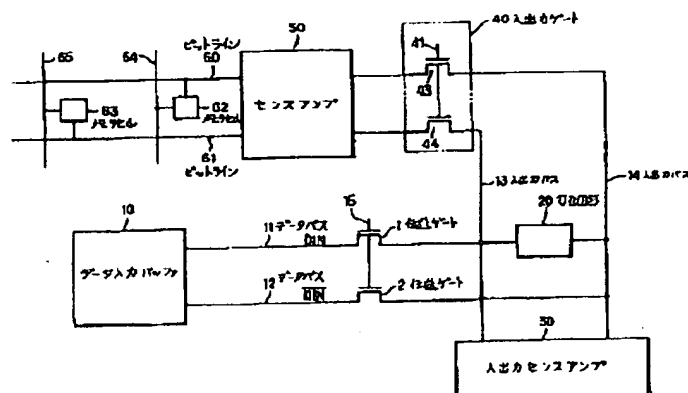 65
64
ビットライン
60
50
センスアンプ
41
43
44
40 入出力ゲート
63
メモリセル
62
メモリセル
61
ビットライン
13 入出力バス
14 入出力バス
10
データ入力バッファ
11 データバス
DIN
15
1 伝送ゲート
12 データバス
DIN
2 伝送ゲート
20
入出力センスアンプ